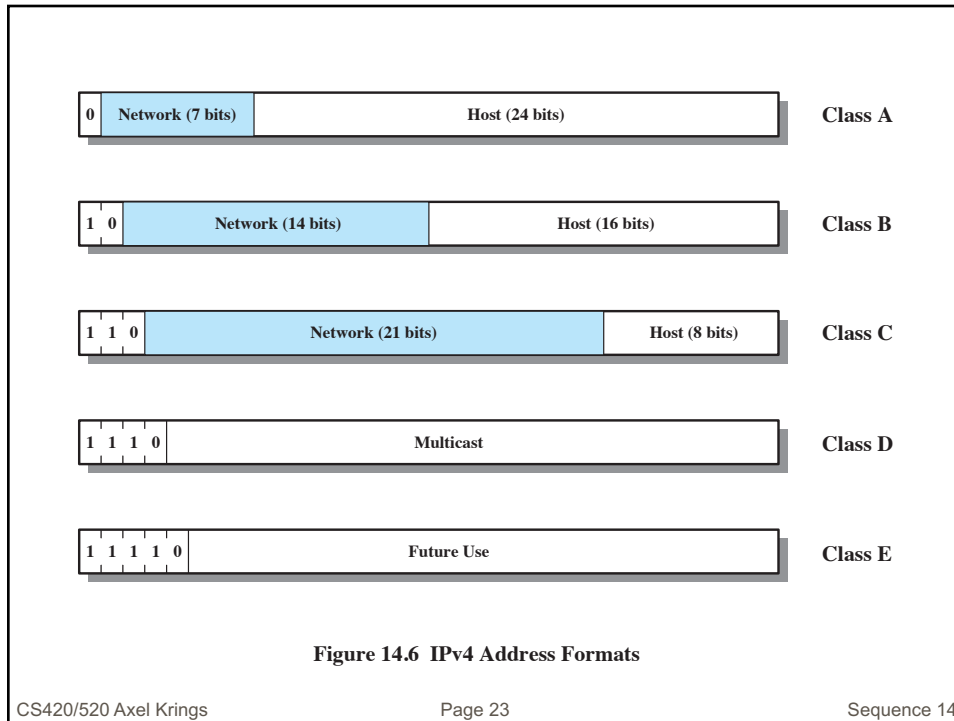 0 Network (7 bits) Host (24 bits) Class A
1 0 Network (14 bits) Host (16 bits) Class B
1 1 0 Network (21 bits) Host (8 bits) Class C
1 1 1 0 Multicast Class D
1 1 1 1 0 Future Use Class E
Figure 14.6 IPv4 Address Formats
CS420/520 Axel Krings Page 23 Sequence 14